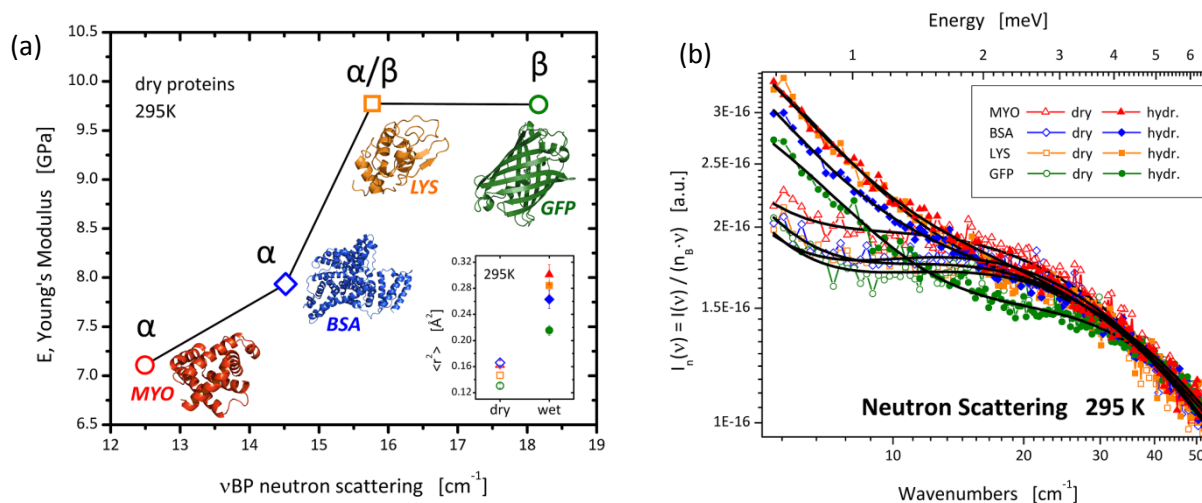 (a)
E, Young's Modulus [GPa]
10.5
10.0
9.5
9.0
8.5
8.0
7.5
7.0
6.5
dry proteins
295K
α
α
α/β
β
MYO
BSA
LYS
GFP
295K
<r²> [Å²]
0.32
0.28
0.24
0.20
0.16
0.12
dry wet
12 13 14 15 16 17 18 19
νBP neutron scattering [cm⁻¹]
(b)
Energy [meV]
1 2 3 4 5 6
I_n(ν) = I(ν) / (n_B·ν) [a.u.]
3E-16
2.5E-16
2E-16
1.5E-16
1E-16
MYO dry hydr.
BSA dry hydr.
LYS dry hydr.
GFP dry hydr.
Neutron Scattering 295 K
10 20 30 40 50
Wavenumbers [cm⁻¹]